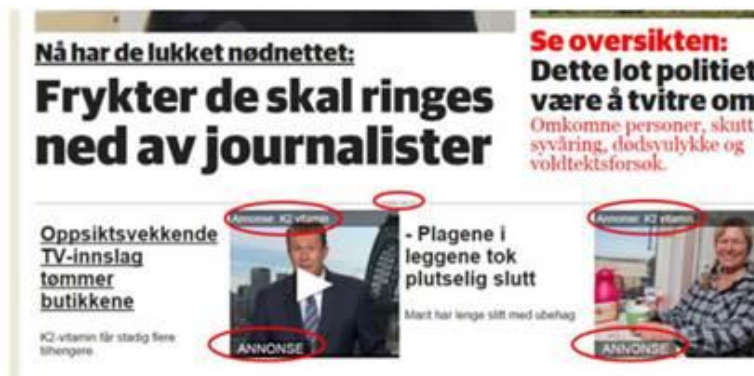 Nå har de lukket nødnettet:
Frykter de skal ringes
ned av journalister
Se oversikten:
Dette lot politiet
være å tvitre om
Omkomne personer, skutt
syvåring, dødsvulykke og
voldtektsforsøk.
Oppsiktsvekkende
TV-innslag
tømmer
butikkene
K2-vitamin får stadig flere
tilhengere
Annonse: K2 vitamin
ANNONSE
- Plagene i
leggene tok
plutselig slutt
Marit har lenge slitt med ubehag
Annonse: K2 vitamin
ANNONSE